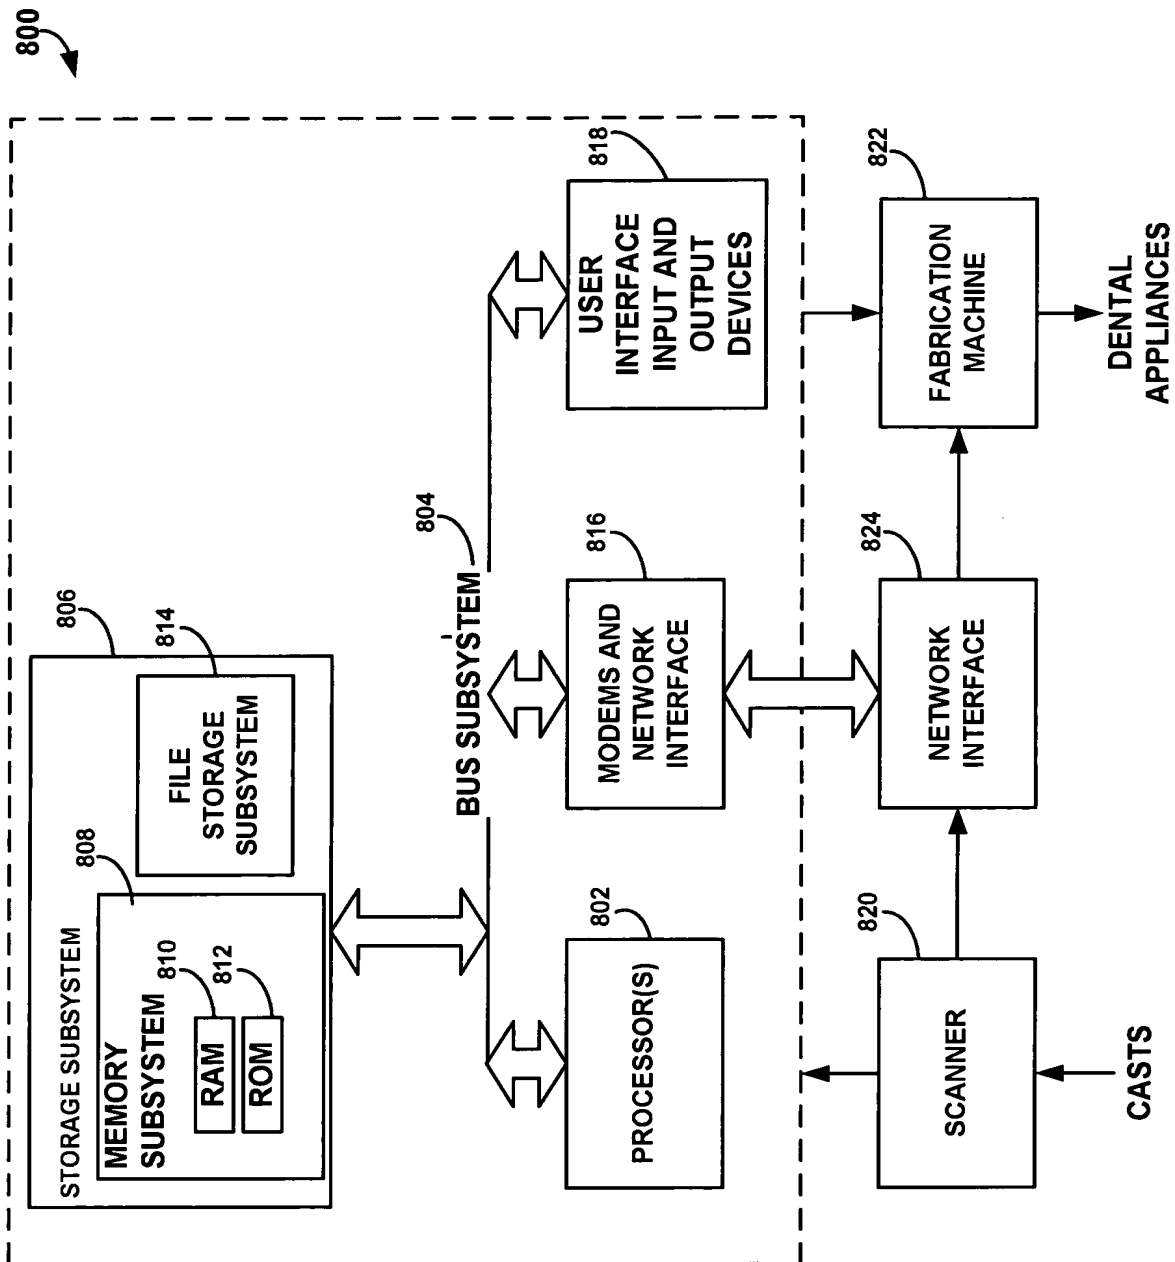 800
806
STORAGE SUBSYSTEM
808
814
MEMORY
SUBSYSTEM
810
RAM
812
ROM
FILE
STORAGE
SUBSYSTEM
BUS SUBSYSTEM
804
802
PROCESSOR(S)
816
MODEMS AND
NETWORK
INTERFACE
818
USER
INTERFACE
INPUT AND
OUTPUT
DEVICES
820
SCANNER
824
NETWORK
INTERFACE
822
FABRICATION
MACHINE
CASTS
DENTAL
APPLIANCES